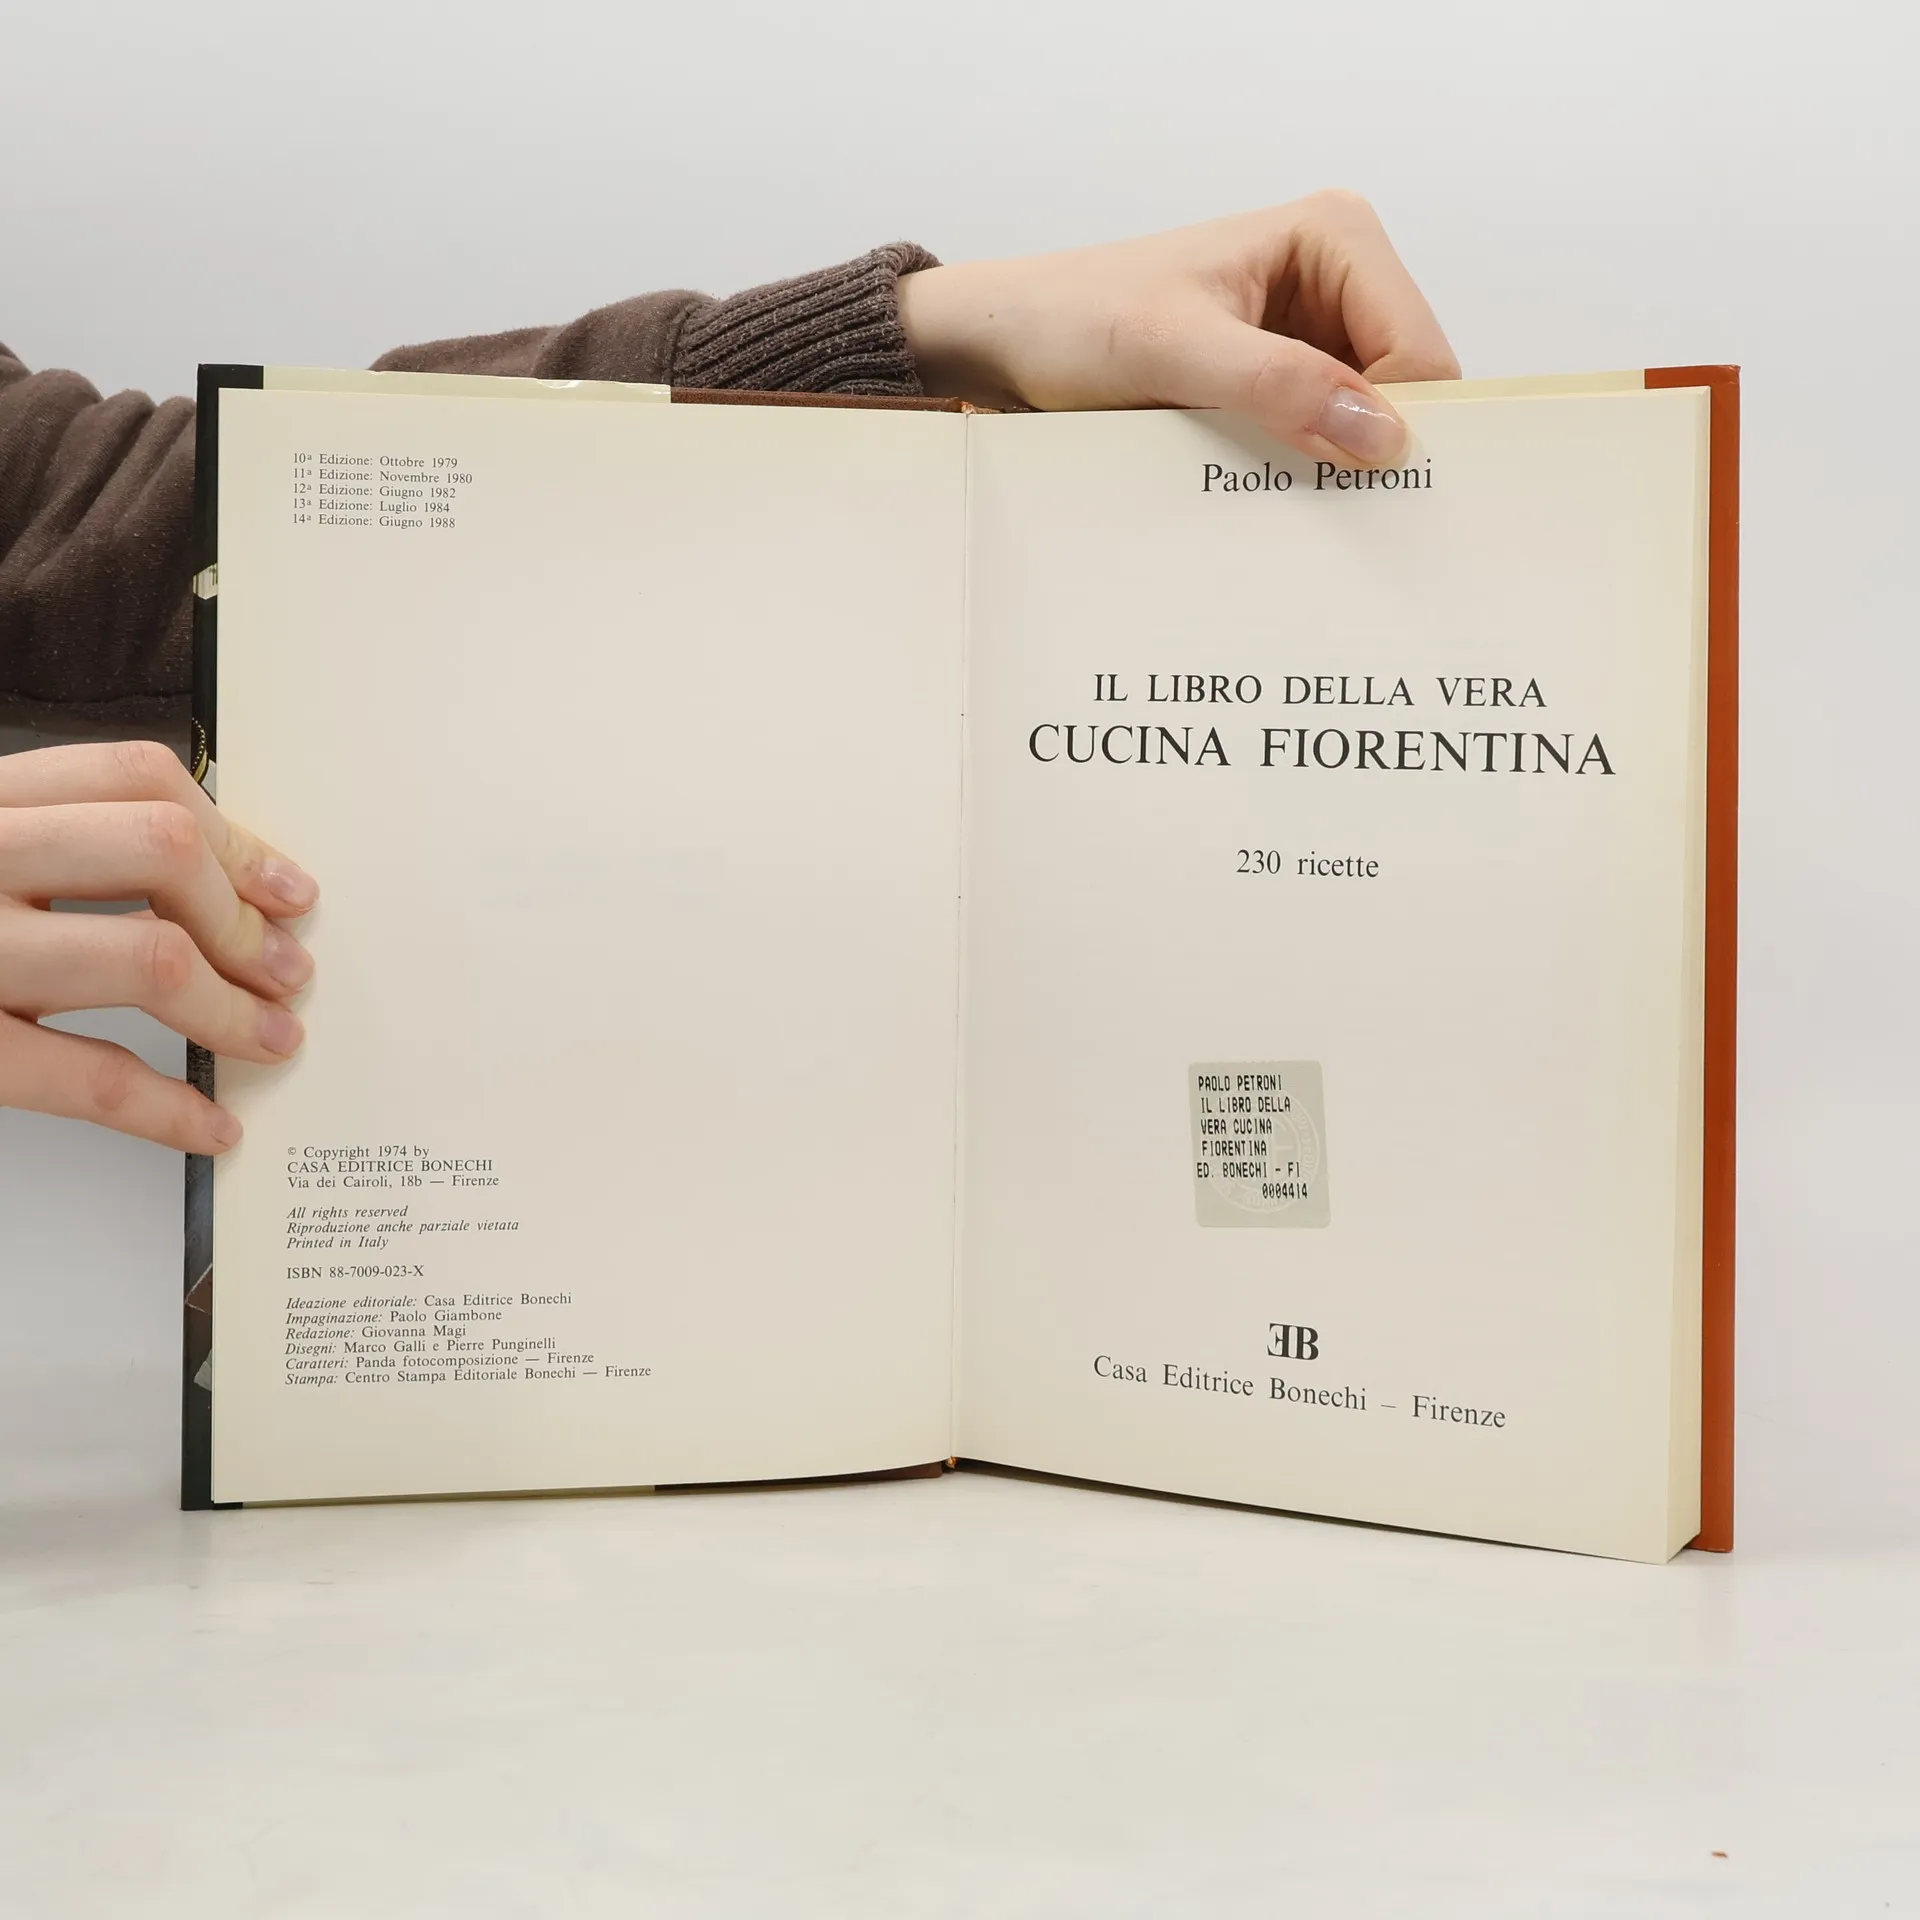 10ª Edizione: Ottobre 1979
11ª Edizione: Novembre 1980
12ª Edizione: Giugno 1982
13ª Edizione: Luglio 1984
14ª Edizione: Giugno 1988
© Copyright 1974 by
CASA EDITRICE BONECHI
Via dei Cairoli, 18b — Firenze
All rights reserved
Riproduzione anche parziale vietata
Printed in Italy
ISBN 88-7009-023-X
Ideazione editoriale: Casa Editrice Bonechi
Impaginazione: Paolo Giambone
Redazione: Giovanna Magi
Disegni: Marco Galli e Pierre Punginelli
Caratteri: Panda fotocomposizione — Firenze
Stampa: Centro Stampa Editoriale Bonechi — Firenze
Paolo Petroni
IL LIBRO DELLA VERA
CUCINA FIORENTINA
230 ricette
PAOLO PETRONI
IL LIBRO DELLA
VERA CUCINA
FIORENTINA
ED. BONECHI - FI
0004414
EB
Casa Editrice Bonechi – Firenze